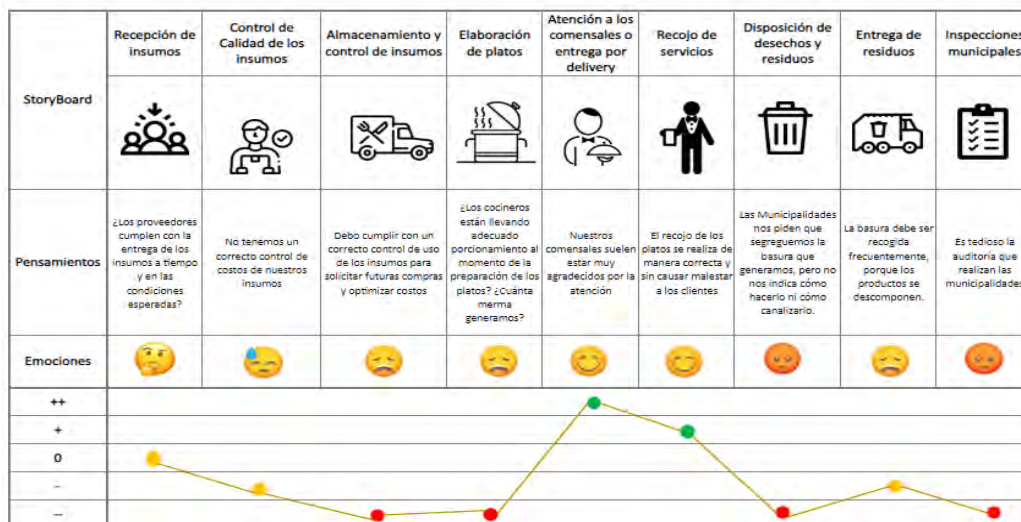 StoryBoard
Recepción de
insumos
Control de
Calidad de los
insumos
Almacenamiento y
control de insumos
Elaboración
de platos
Atención a los
comensales o
entrega por
delivery
Recojo de
servicios
Disposición de
desechos y
residuos
Entrega de
residuos
Inspecciones
municipales
Pensamientos
¿Los proveedores
cumplen con la
entrega de los
insumos a tiempo
y en las
condiciones
esperadas?
No tenemos un
correcto control de
costos de nuestros
insumos
Debo cumplir con un
correcto control de uso
de los insumos para
solicitar futuras compras
y optimizar costos
¿Los cocineros
están llevando
adecuado
porcionamiento al
momento de la
preparación de los
platos? ¿Cuánta
merma
generamos?
Nuestros
comensales suelen
estar muy
agradecidos por la
atención
El recojo de los
platos se realiza de
manera correcta y
sin causar malestar
a los clientes
Las Municipalidades
nos piden que
segreguemos la
basura que
generamos, pero no
nos indica cómo
hacerlo ni cómo
canalizarlo.
La basura debe ser
recogida
frecuentemente,
porque los
productos se
descomponen.
Es tedioso la
auditoría que
realizan las
municipalidades
Emociones
++
+
0
-
--